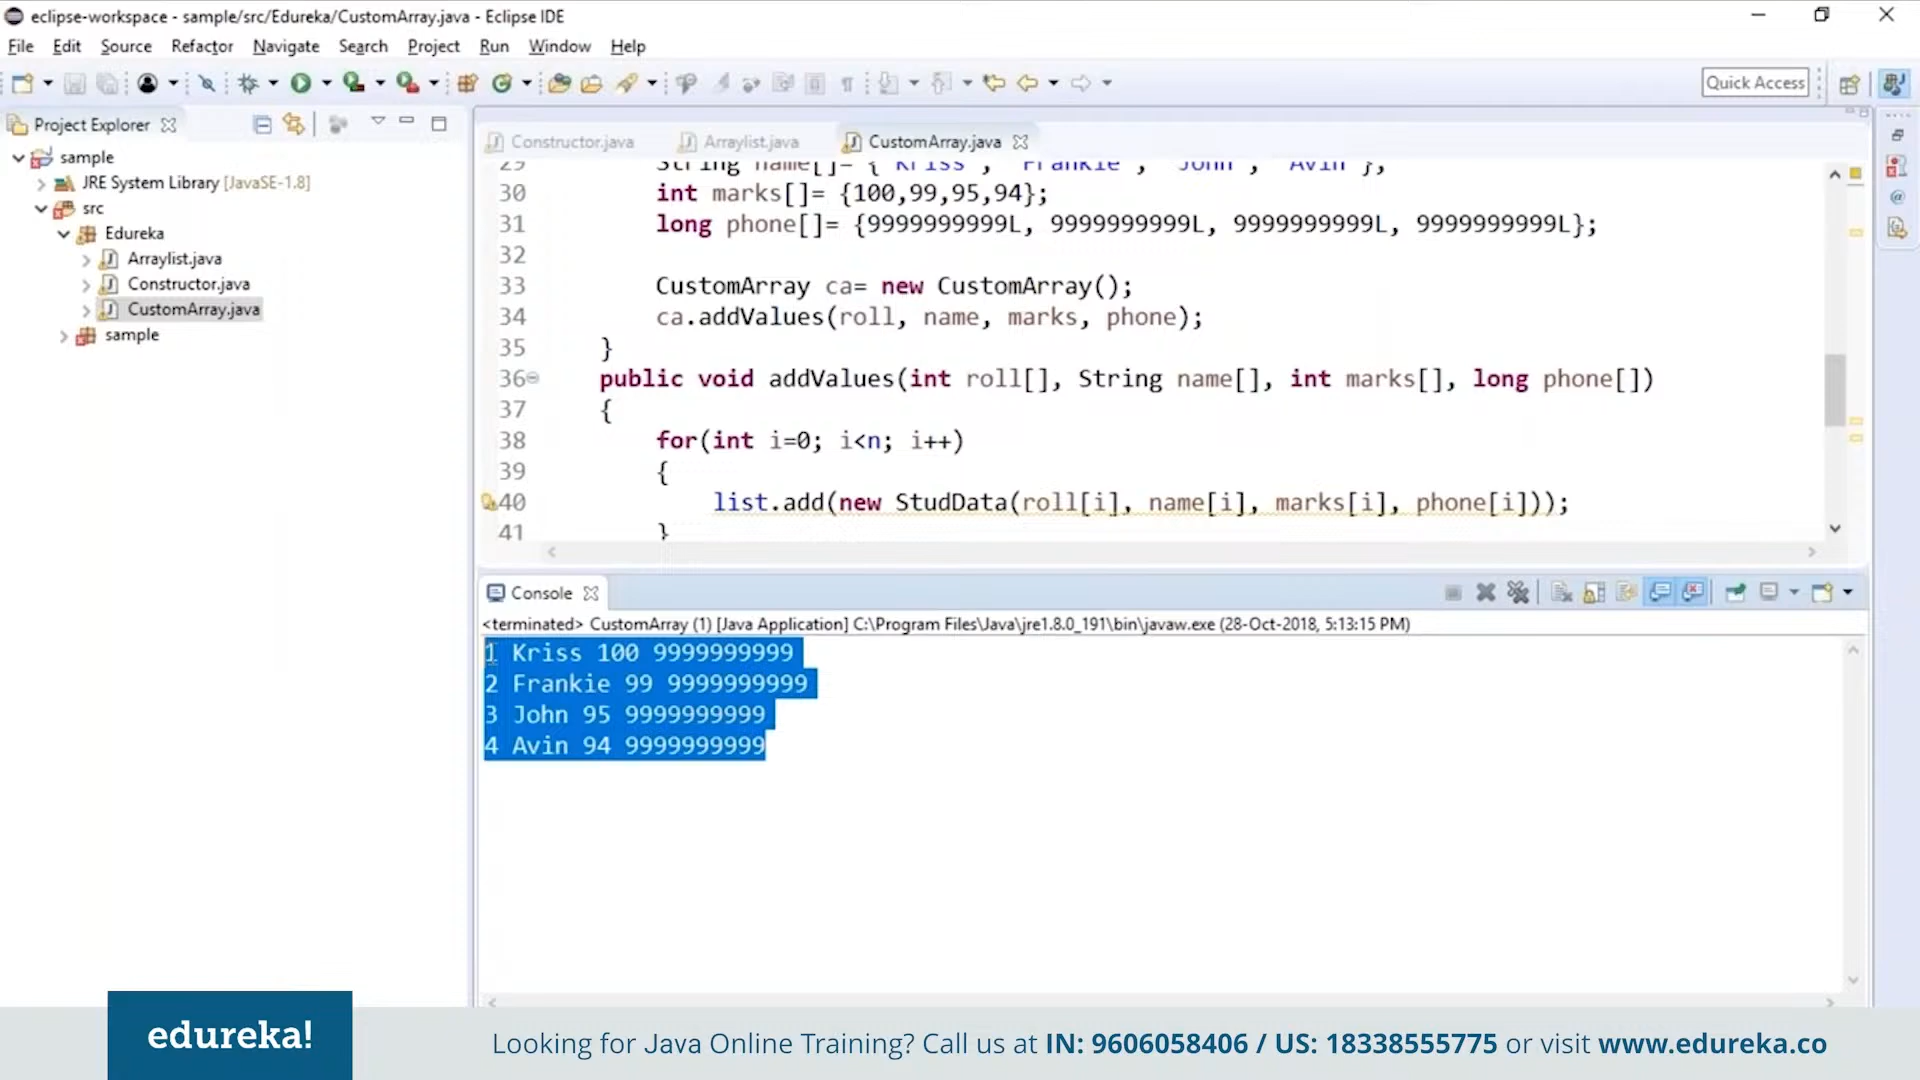 eclipse-workspace - sample/src/Edureka/CustomArray.java - Eclipse IDE
File Edit Source Refactor Navigate Search Project Run Window Help
Quick Access
Project Explorer
sample
JRE System Library [JavaSE-1.8]
src
Edureka
Arraylist.java
Constructor.java
CustomArray.java
sample
Constructor.java Arraylist.java CustomArray.java
29 String name[]= {"Kriss", "Frankie", "John", "Avin"};
30 int marks[]= {100,99,95,94};
31 long phone[]= {9999999999L, 9999999999L, 9999999999L, 9999999999L};
32
33 CustomArray ca= new CustomArray();
34 ca.addValues(roll, name, marks, phone);
35 }
36 public void addValues(int roll[], String name[], int marks[], long phone[])
37 {
38 for(int i=0; i<n; i++)
39 {
40 list.add(new StudData(roll[i], name[i], marks[i], phone[i]));
41 }
Console
<terminated> CustomArray (1) [Java Application] C:\Program Files\Java\jre1.8.0_191\bin\javaw.exe (28-Oct-2018, 5:13:15 PM)
1 Kriss 100 9999999999
2 Frankie 99 9999999999
3 John 95 9999999999
4 Avin 94 9999999999
edureka!
Looking for Java Online Training? Call us at IN: 9606058406 / US: 18338555775 or visit www.edureka.co